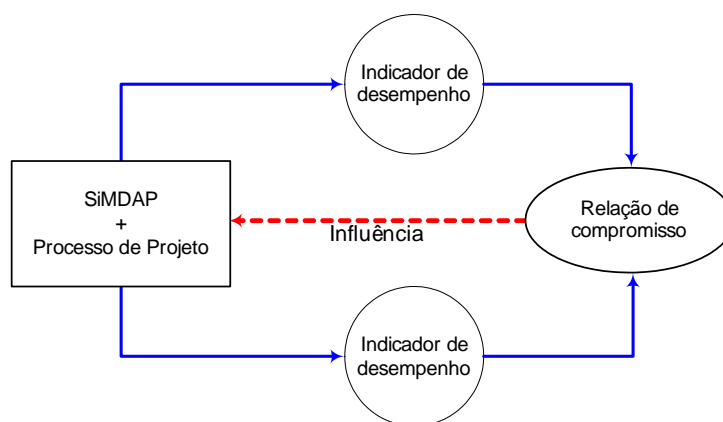 Indicador de
desempenho
SiMDAP
+
Processo de Projeto
Influência
Relação de
compromisso
Indicador de
desempenho